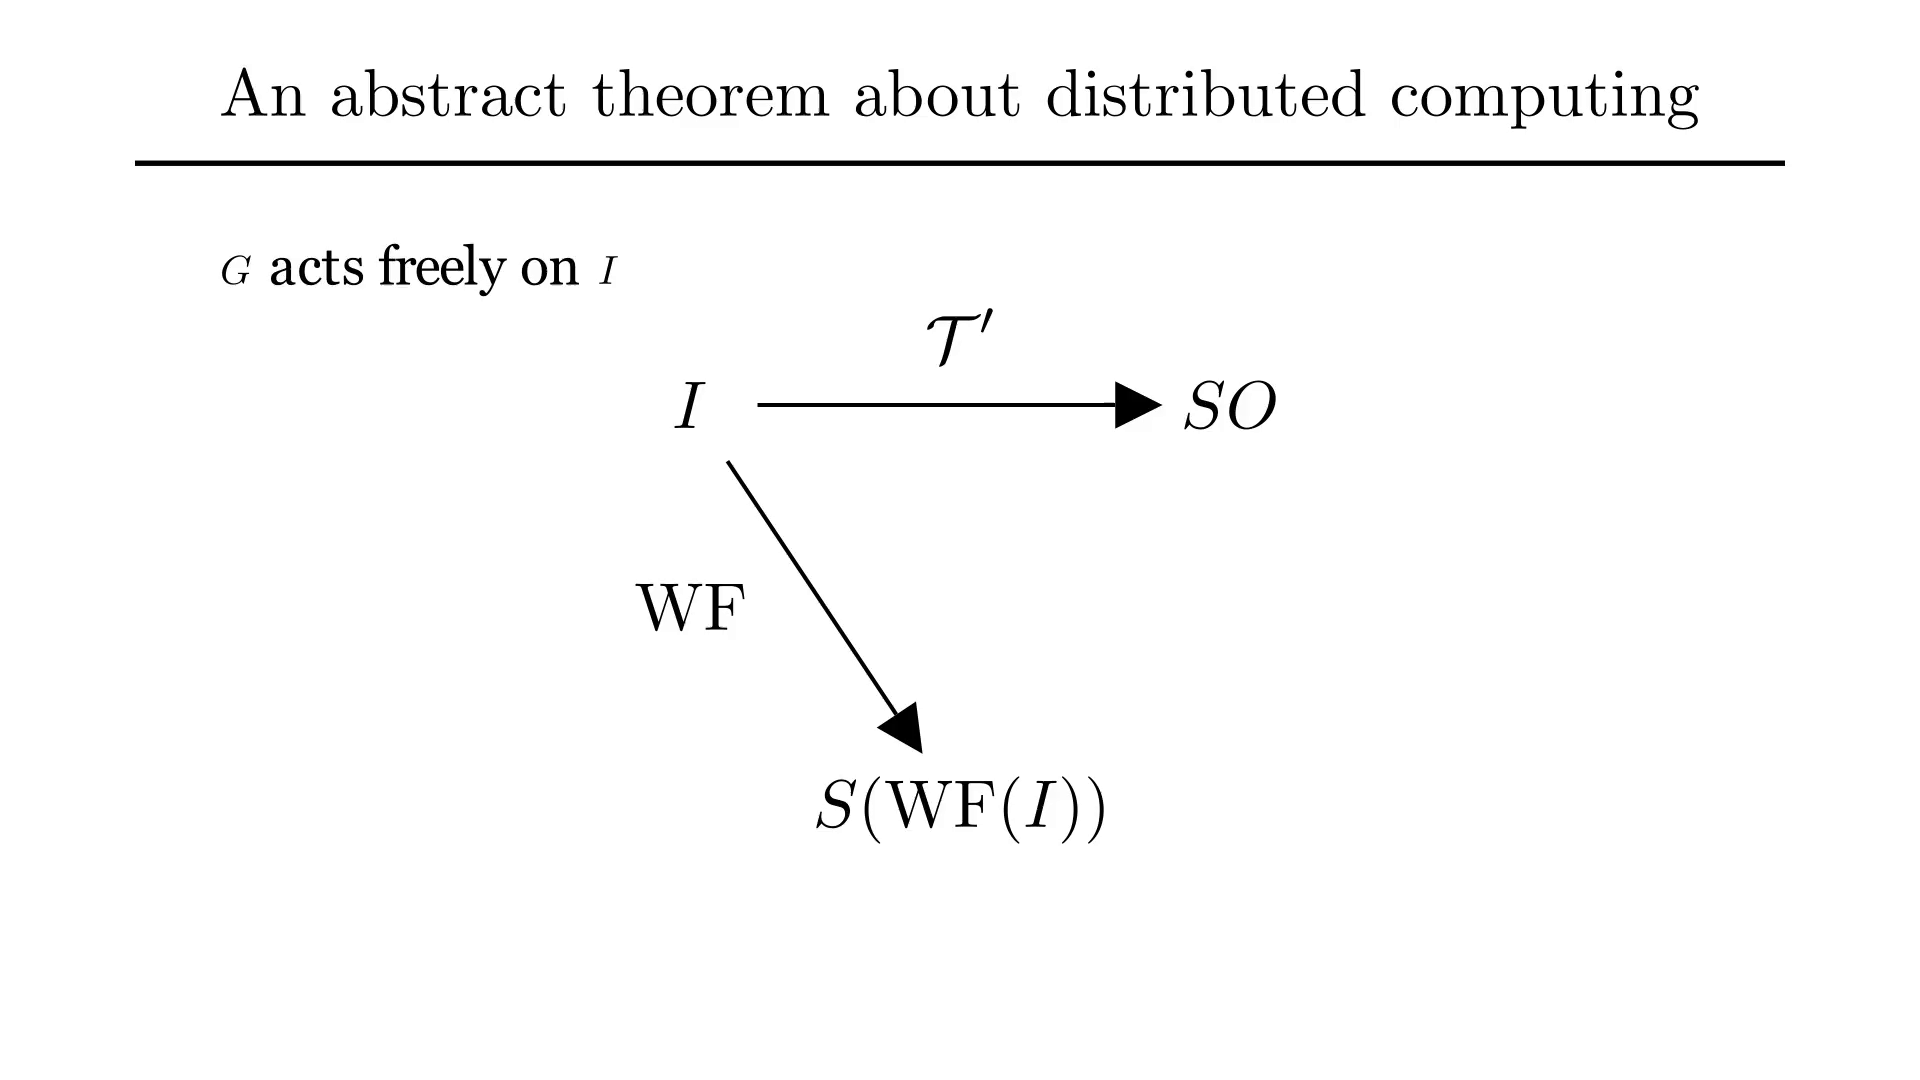 An abstract theorem about distributed computing
G acts freely on I
𝒯′
I SO
WF
S(WF(I))